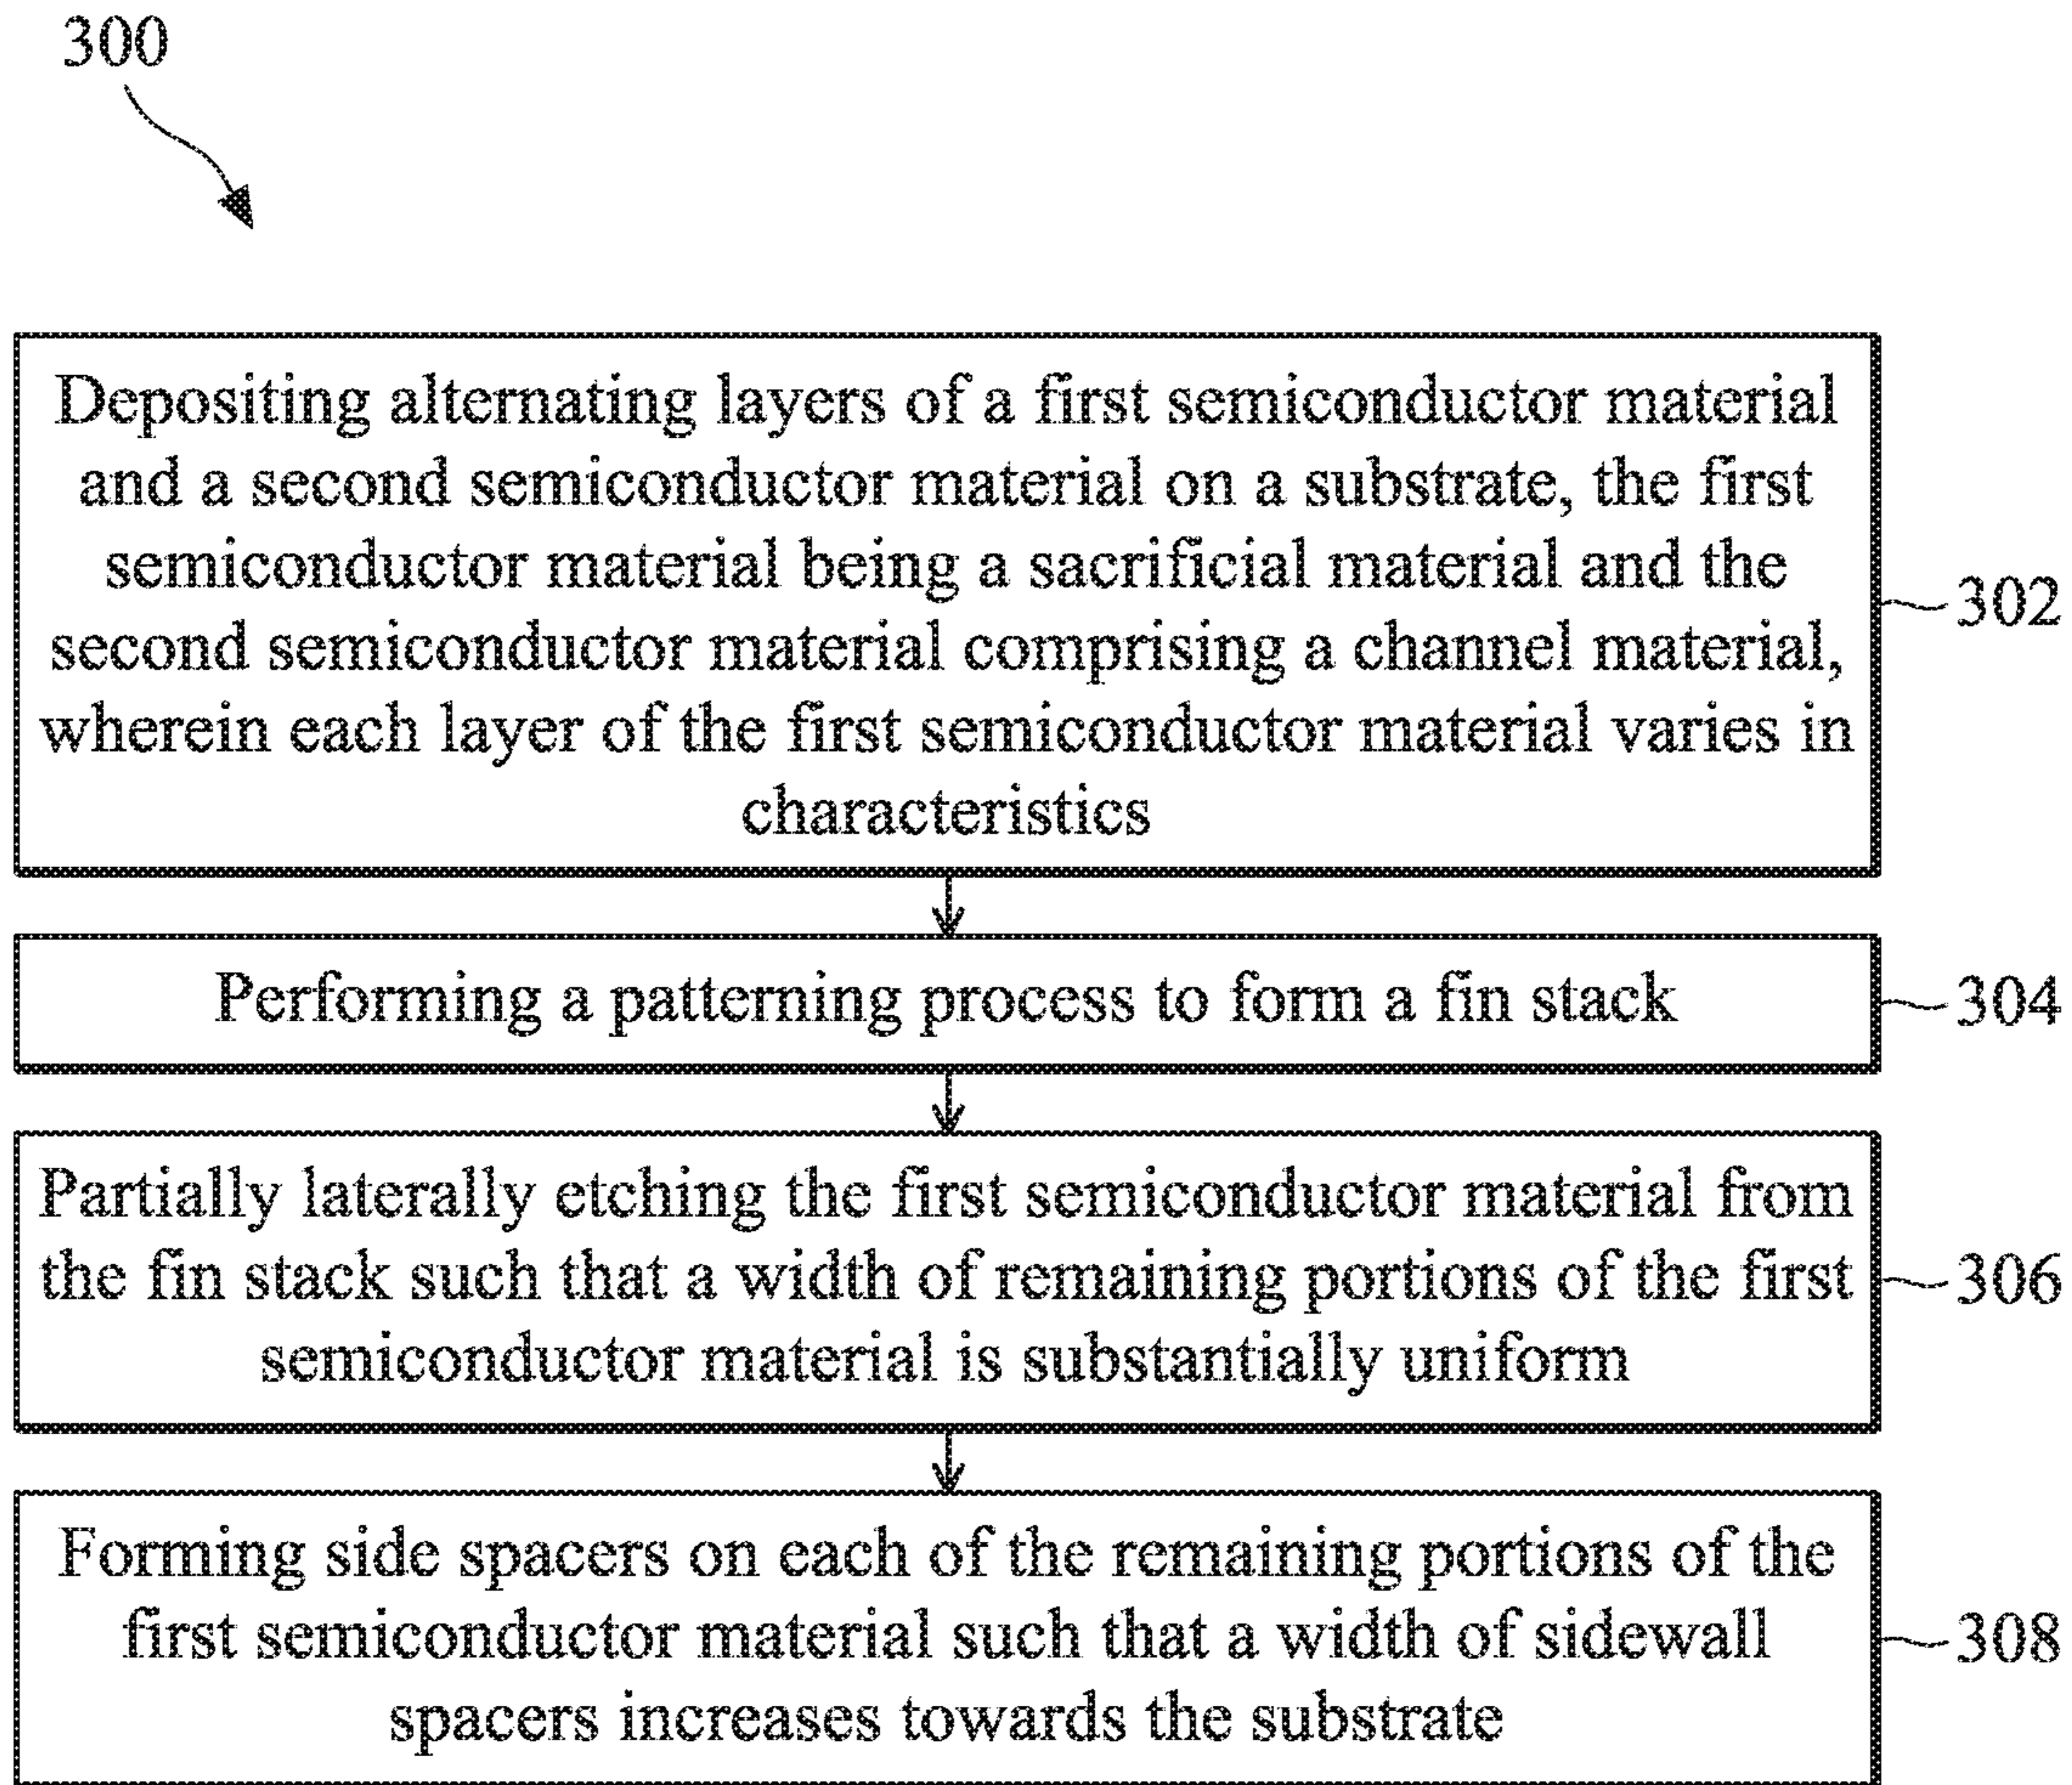 300
Depositing alternating layers of a first semiconductor material
and a second semiconductor material on a substrate, the first
semiconductor material being a sacrificial material and the
second semiconductor material comprising a channel material,
wherein each layer of the first semiconductor material varies in
characteristics
302
Performing a patterning process to form a fin stack
304
Partially laterally etching the first semiconductor material from
the fin stack such that a width of remaining portions of the first
semiconductor material is substantially uniform
306
Forming side spacers on each of the remaining portions of the
first semiconductor material such that a width of sidewall
spacers increases towards the substrate
308